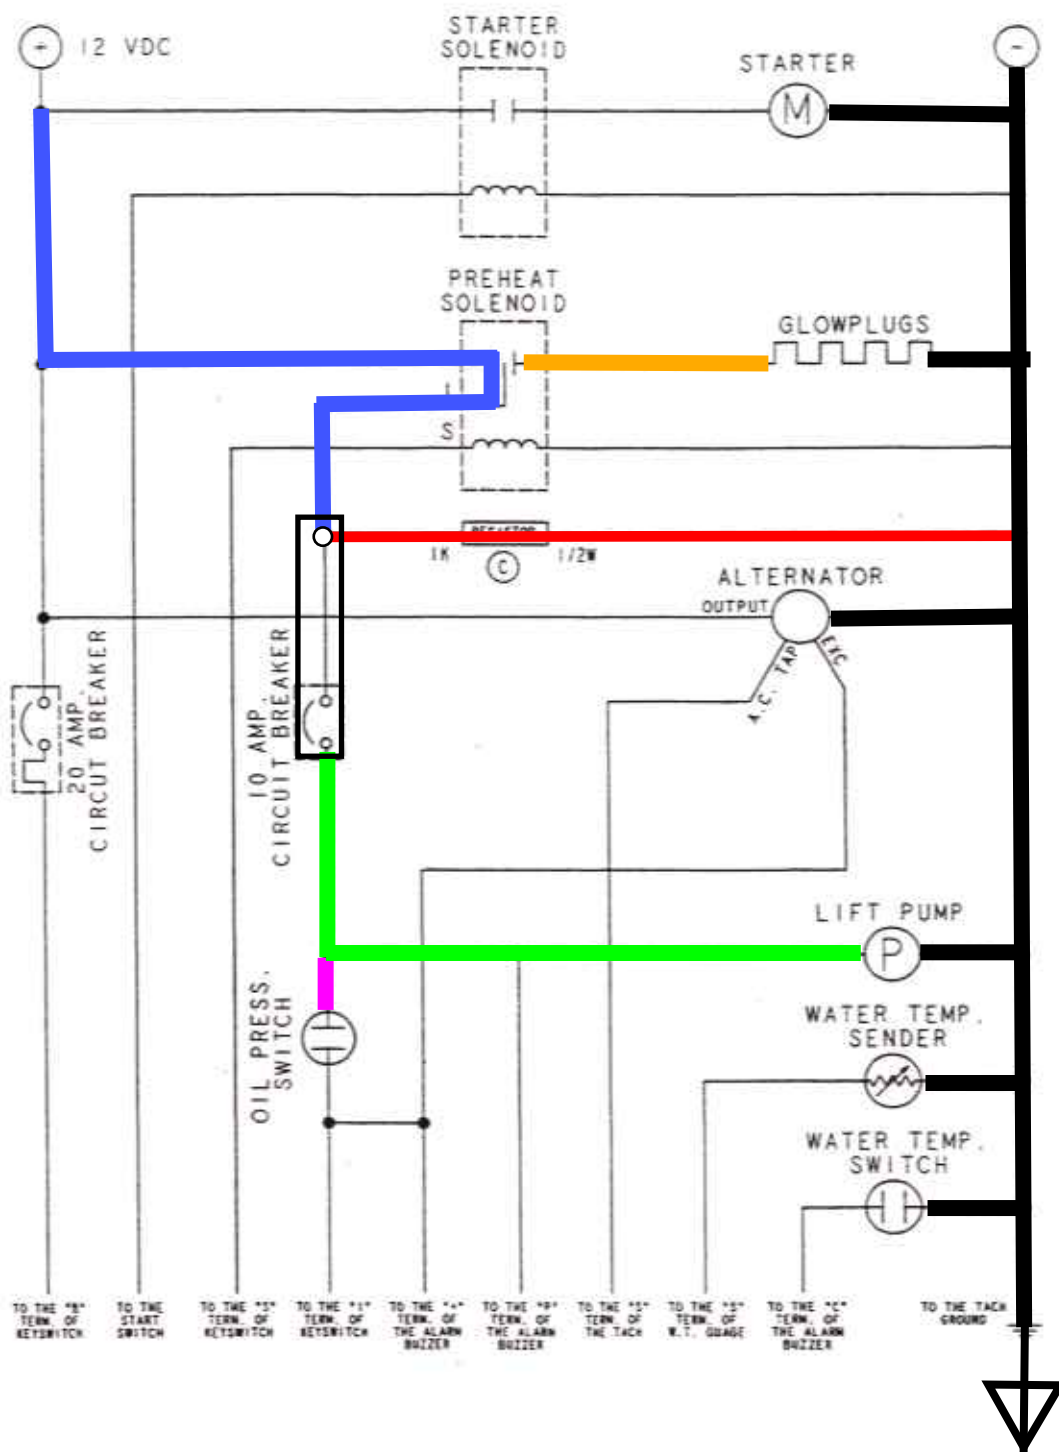 + 12 VDC
STARTER
SOLENOID
STARTER
-
M
PREHEAT
SOLENOID
GLOWPLUGS
I
S
RESISTOR
1K
1/2W
C
ALTERNATOR
OUTPUT
A.C. TAP
EXC
20 AMP.
CIRCUT BREAKER
10 AMP.
CIRCUIT BREAKER
LIFT PUMP
P
OIL PRESS.
SWITCH
WATER TEMP.
SENDER
WATER TEMP.
SWITCH
TO THE "B"
TERM. OF
KEYSWITCH
TO THE
START
SWITCH
TO THE "S"
TERM. OF
KEYSWITCH
TO THE "I"
TERM. OF
KEYSWITCH
TO THE "+"
TERM. OF
THE ALARM
BUZZER
TO THE "P"
TERM. OF
THE ALARM
BUZZER
TO THE "S"
TERM. OF
THE TACH
TO THE "S"
TERM. OF
W.T. GUAGE
TO THE "C"
TERM. OF
THE ALARM
BUZZER
TO THE TACH
GROUND